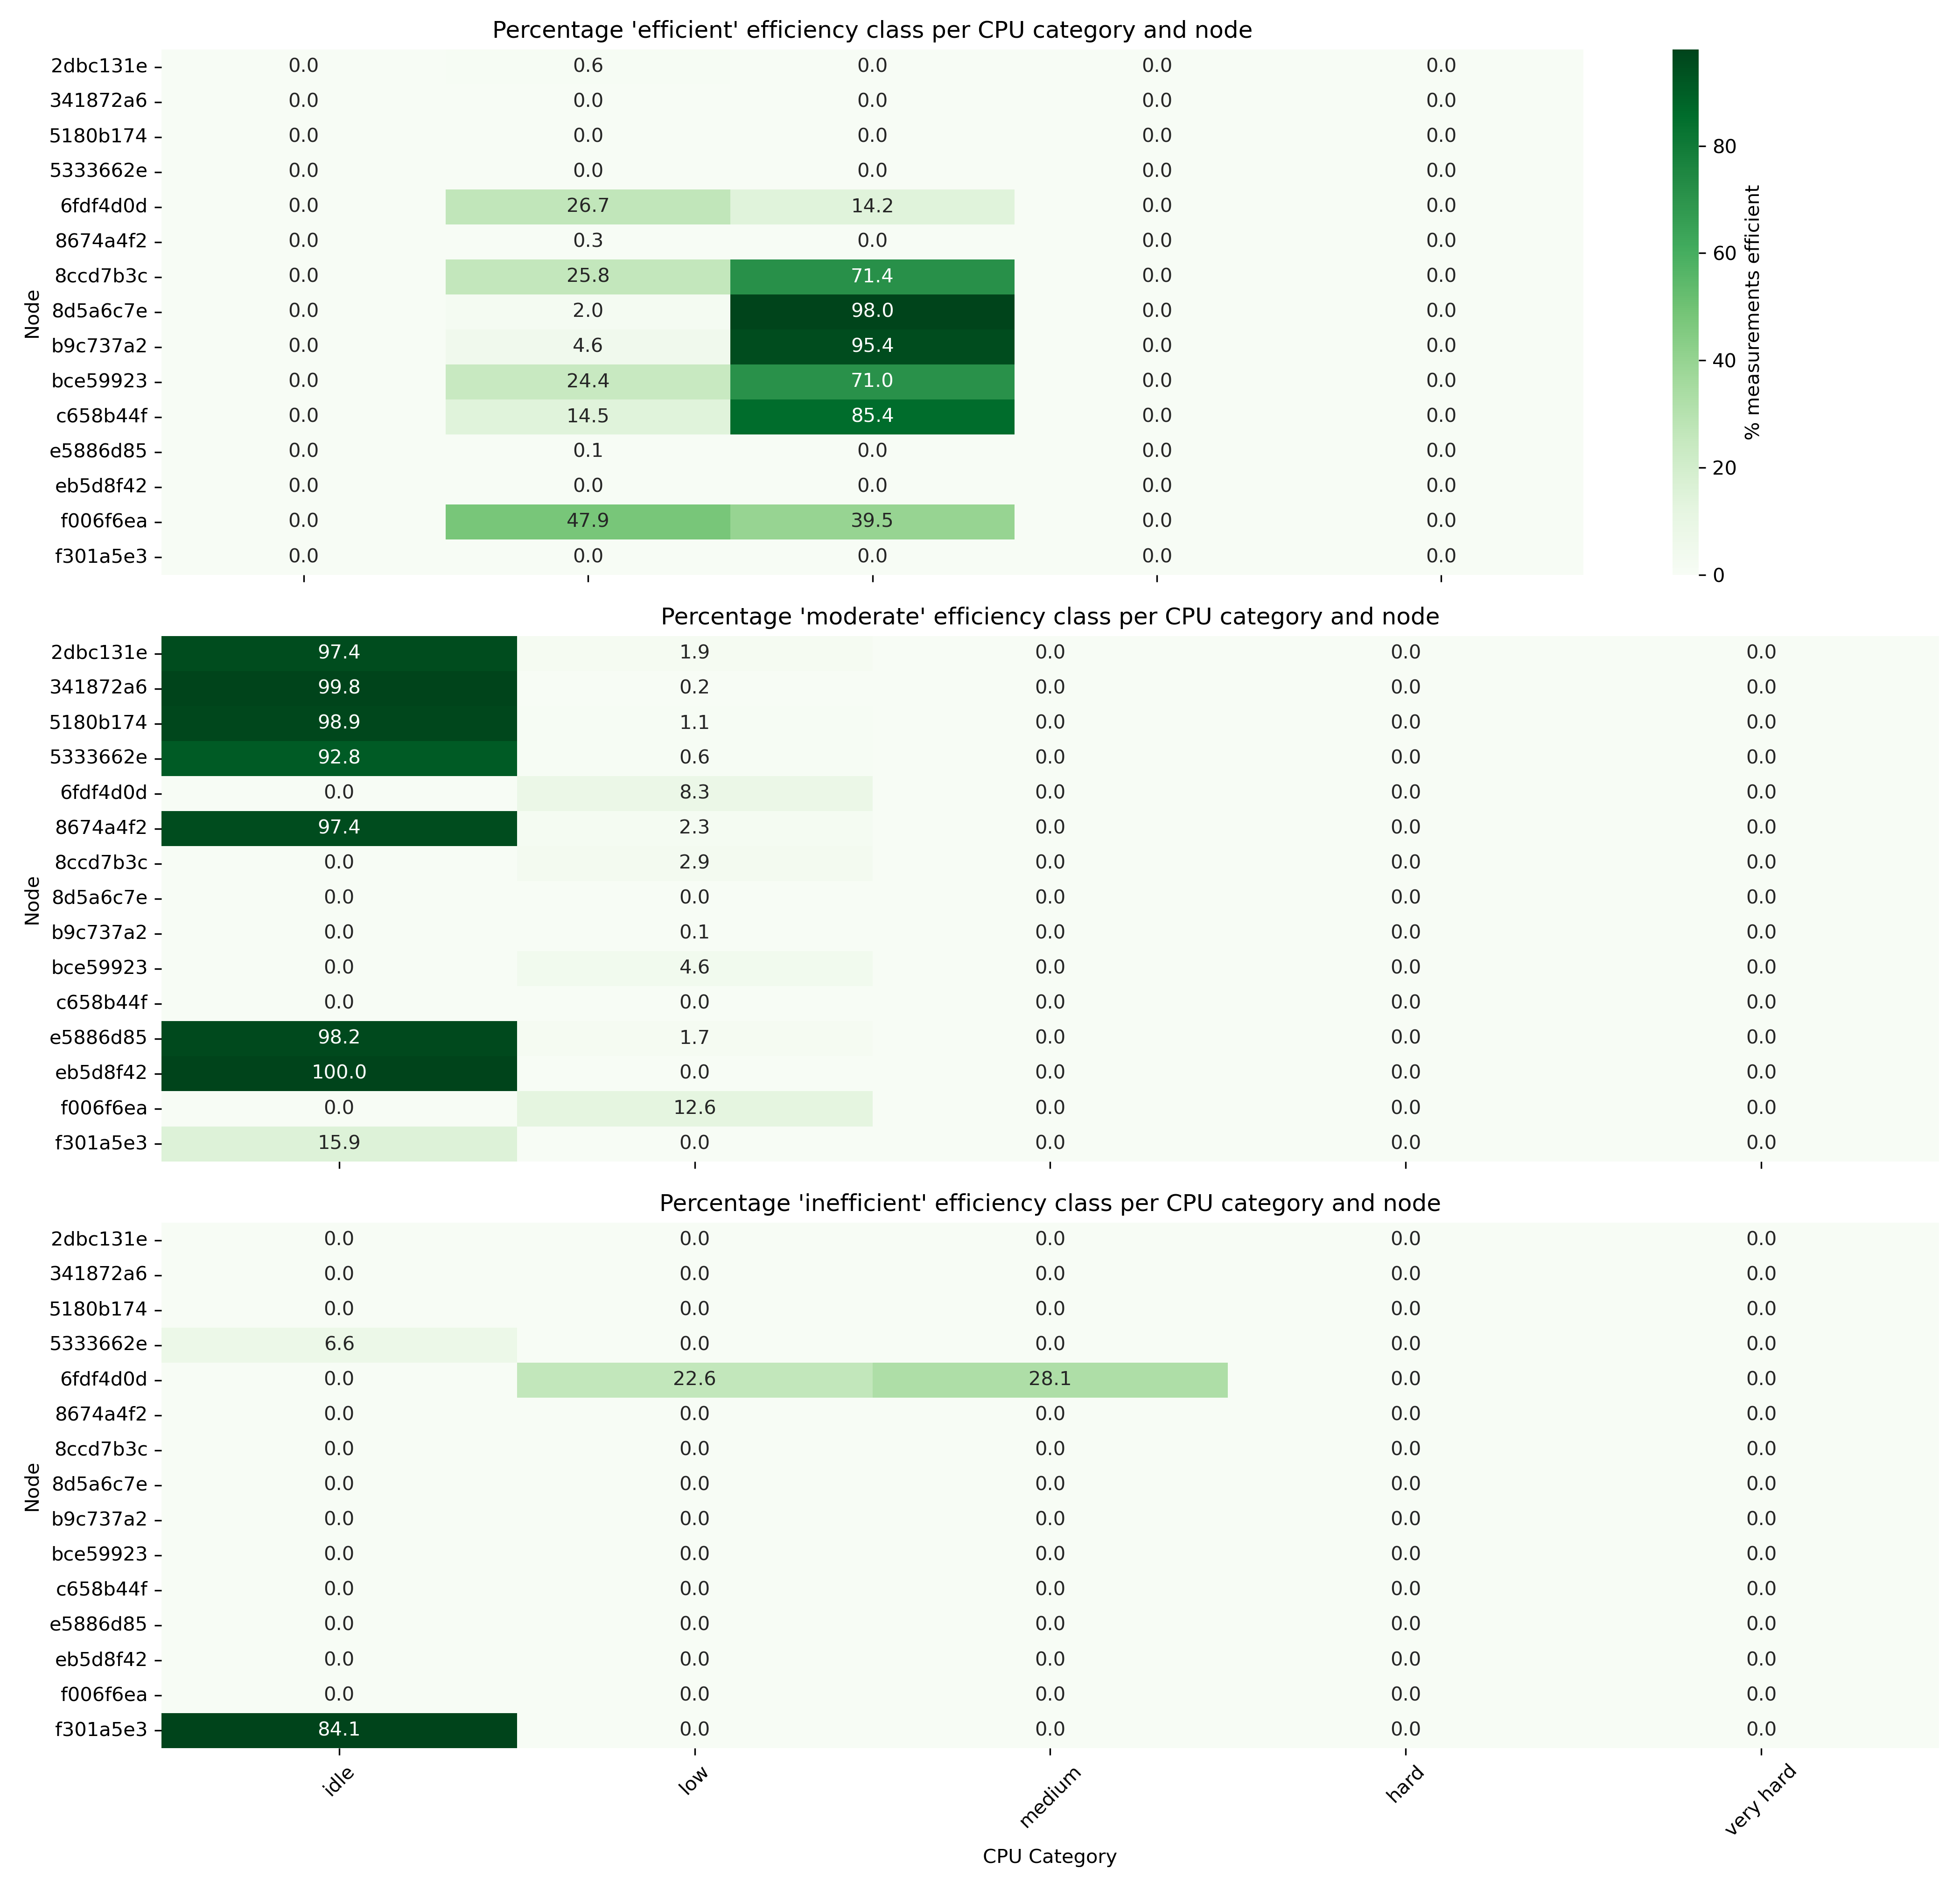 Percentage 'efficient' efficiency class per CPU category and node
2dbc131e 0.0 0.6 0.0 0.0 0.0
341872a6 0.0 0.0 0.0 0.0 0.0
5180b174 0.0 0.0 0.0 0.0 0.0
5333662e 0.0 0.0 0.0 0.0 0.0
6fdf4d0d 0.0 26.7 14.2 0.0 0.0
8674a4f2 0.0 0.3 0.0 0.0 0.0
8ccd7b3c 0.0 25.8 71.4 0.0 0.0
8d5a6c7e 0.0 2.0 98.0 0.0 0.0
b9c737a2 0.0 4.6 95.4 0.0 0.0
bce59923 0.0 24.4 71.0 0.0 0.0
c658b44f 0.0 14.5 85.4 0.0 0.0
e5886d85 0.0 0.1 0.0 0.0 0.0
eb5d8f42 0.0 0.0 0.0 0.0 0.0
f006f6ea 0.0 47.9 39.5 0.0 0.0
f301a5e3 0.0 0.0 0.0 0.0 0.0
Node
80
60
40
20
0
% measurements efficient
Percentage 'moderate' efficiency class per CPU category and node
2dbc131e 97.4 1.9 0.0 0.0 0.0
341872a6 99.8 0.2 0.0 0.0 0.0
5180b174 98.9 1.1 0.0 0.0 0.0
5333662e 92.8 0.6 0.0 0.0 0.0
6fdf4d0d 0.0 8.3 0.0 0.0 0.0
8674a4f2 97.4 2.3 0.0 0.0 0.0
8ccd7b3c 0.0 2.9 0.0 0.0 0.0
8d5a6c7e 0.0 0.0 0.0 0.0 0.0
b9c737a2 0.0 0.1 0.0 0.0 0.0
bce59923 0.0 4.6 0.0 0.0 0.0
c658b44f 0.0 0.0 0.0 0.0 0.0
e5886d85 98.2 1.7 0.0 0.0 0.0
eb5d8f42 100.0 0.0 0.0 0.0 0.0
f006f6ea 0.0 12.6 0.0 0.0 0.0
f301a5e3 15.9 0.0 0.0 0.0 0.0
Node
Percentage 'inefficient' efficiency class per CPU category and node
2dbc131e 0.0 0.0 0.0 0.0 0.0
341872a6 0.0 0.0 0.0 0.0 0.0
5180b174 0.0 0.0 0.0 0.0 0.0
5333662e 6.6 0.0 0.0 0.0 0.0
6fdf4d0d 0.0 22.6 28.1 0.0 0.0
8674a4f2 0.0 0.0 0.0 0.0 0.0
8ccd7b3c 0.0 0.0 0.0 0.0 0.0
8d5a6c7e 0.0 0.0 0.0 0.0 0.0
b9c737a2 0.0 0.0 0.0 0.0 0.0
bce59923 0.0 0.0 0.0 0.0 0.0
c658b44f 0.0 0.0 0.0 0.0 0.0
e5886d85 0.0 0.0 0.0 0.0 0.0
eb5d8f42 0.0 0.0 0.0 0.0 0.0
f006f6ea 0.0 0.0 0.0 0.0 0.0
f301a5e3 84.1 0.0 0.0 0.0 0.0
Node
idle low medium hard very hard
CPU Category